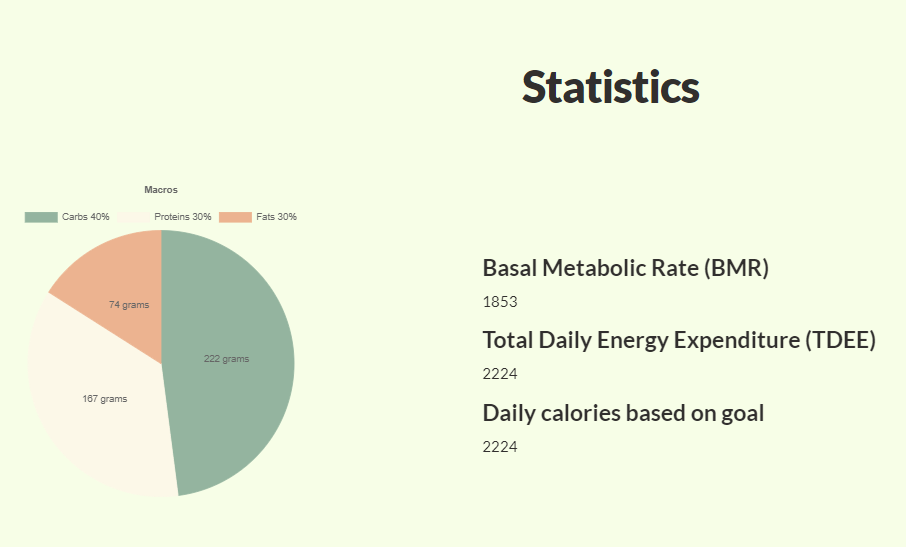 Statistics
Macros
Carbs 40% Proteins 30% Fats 30%
74 grams
222 grams
167 grams
Basal Metabolic Rate (BMR)
1853
Total Daily Energy Expenditure (TDEE)
2224
Daily calories based on goal
2224